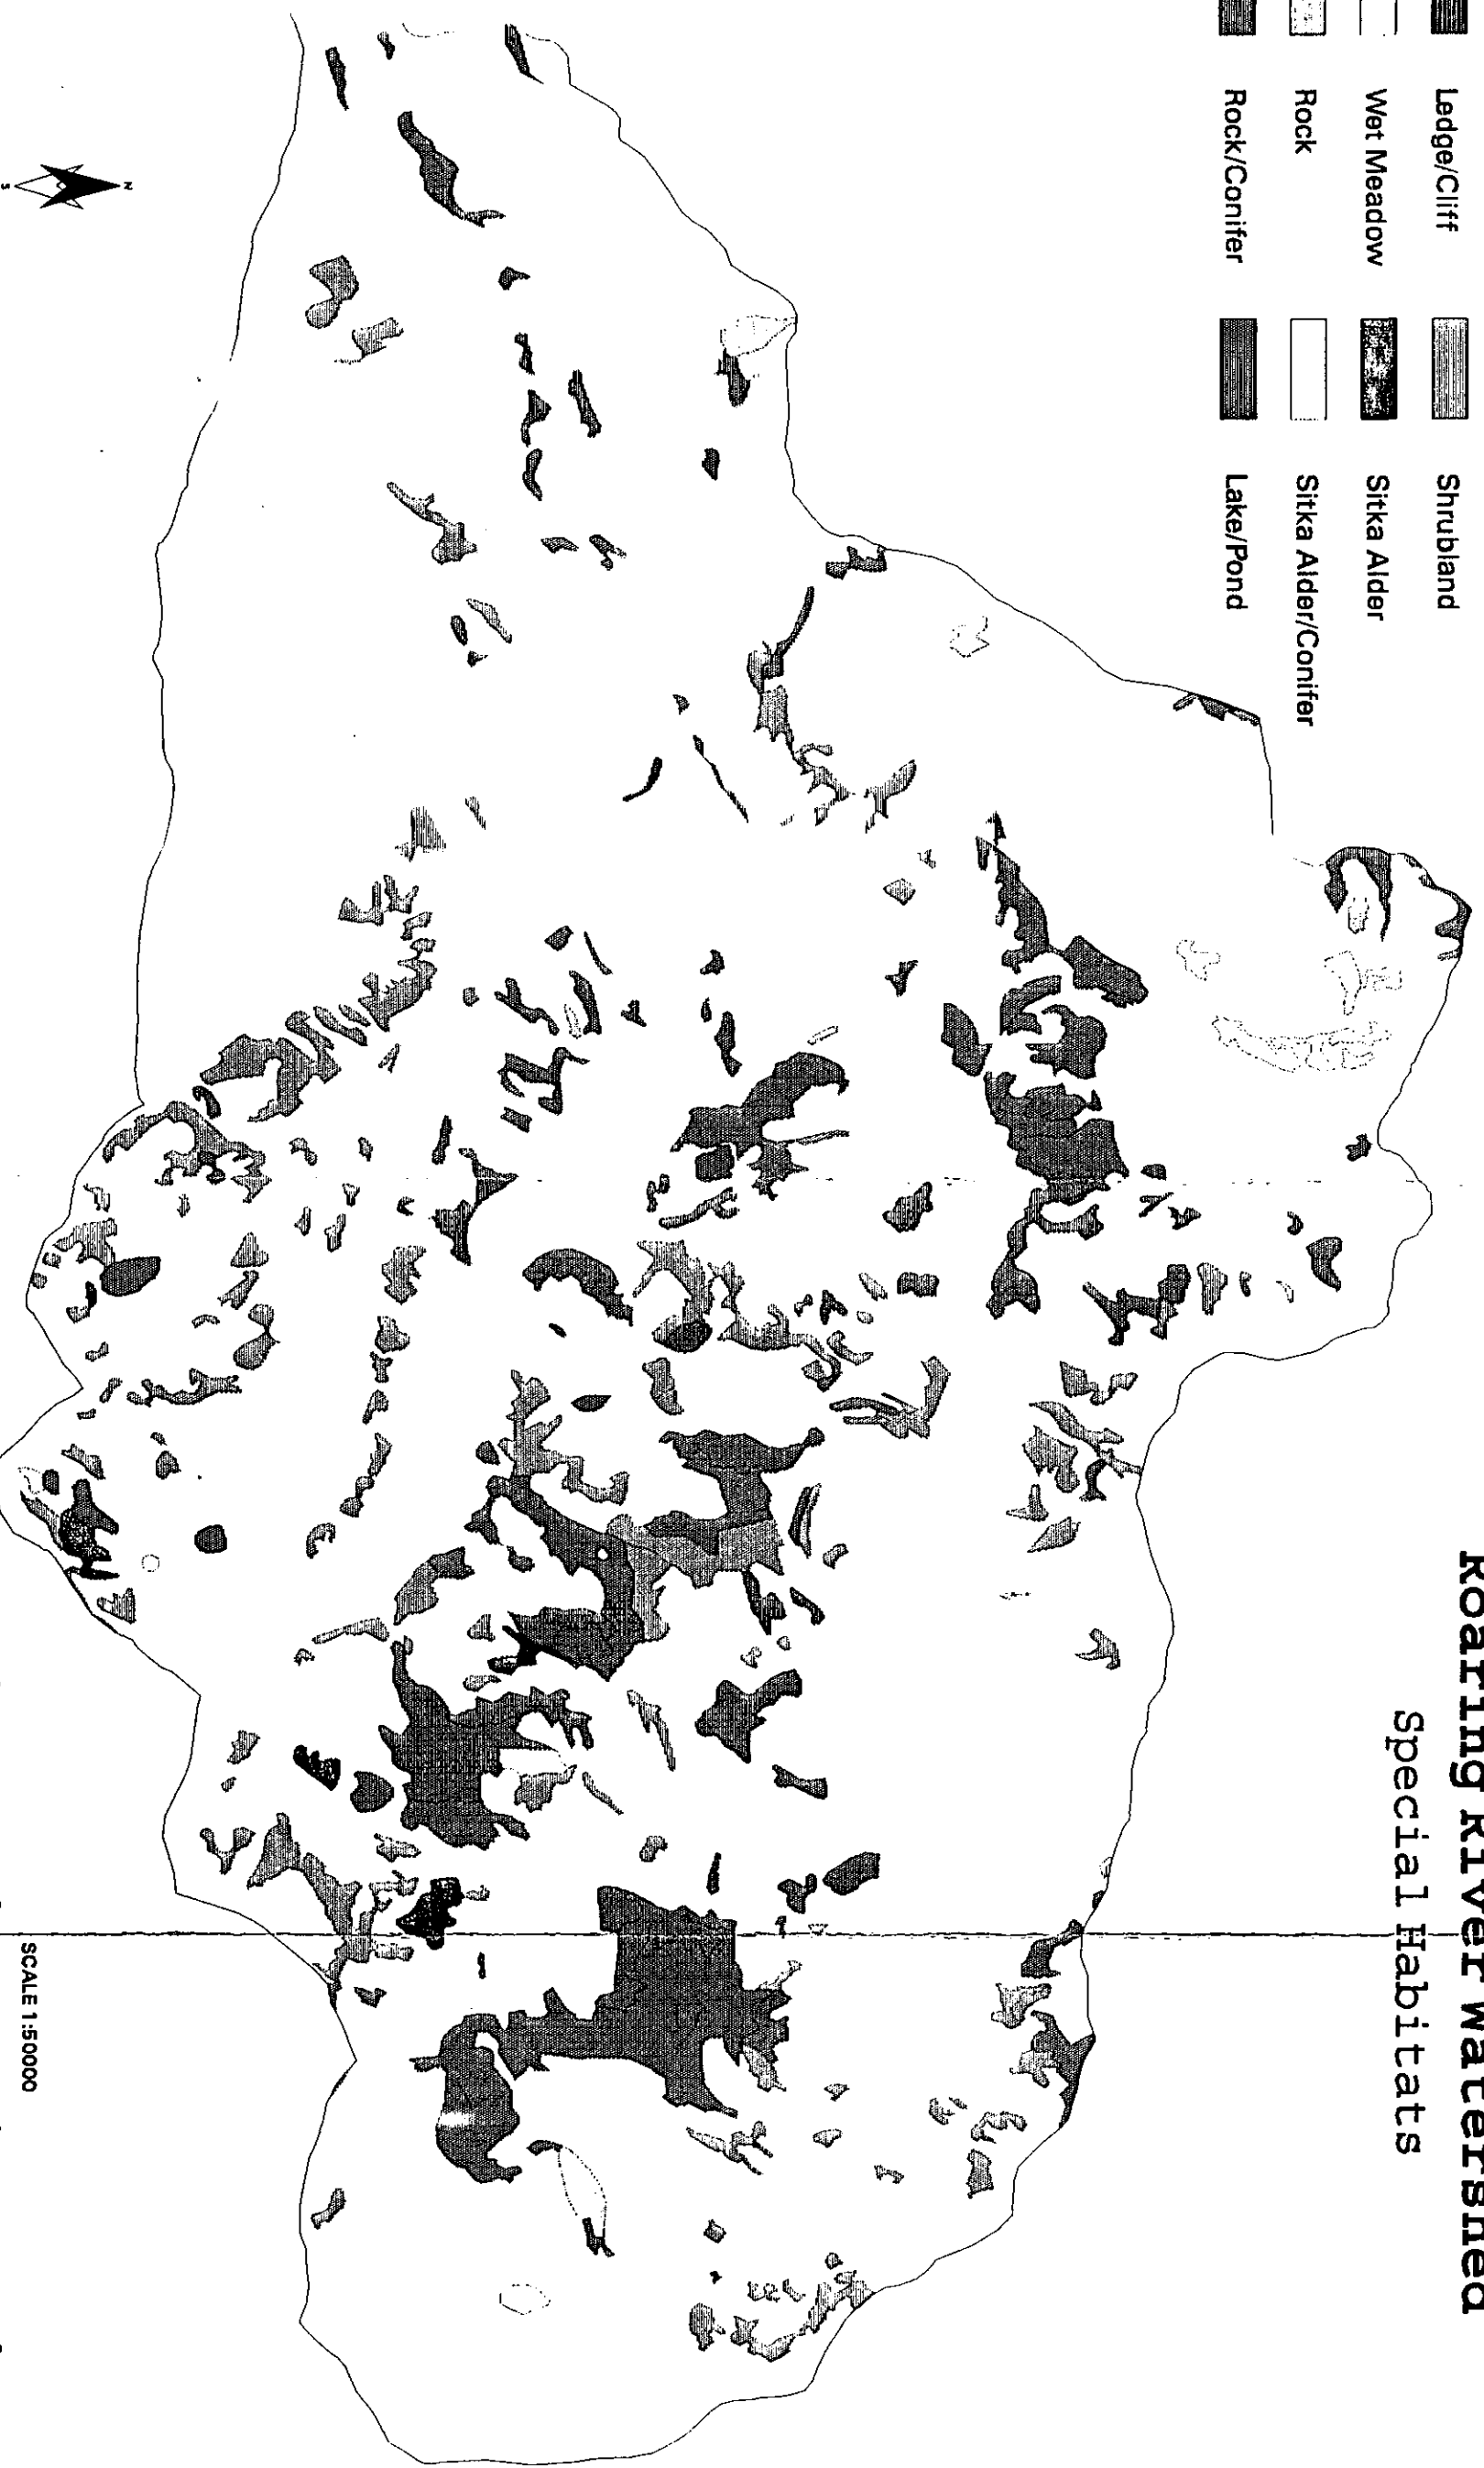 Roaring River Watershed
Special Habitats
Ledge/Cliff
Shrubland
Wet Meadow
Sitka Alder
Rock
Sitka Alder/Conifer
Rock/Conifer
Lake/Pond
N
S
SCALE 1:50000